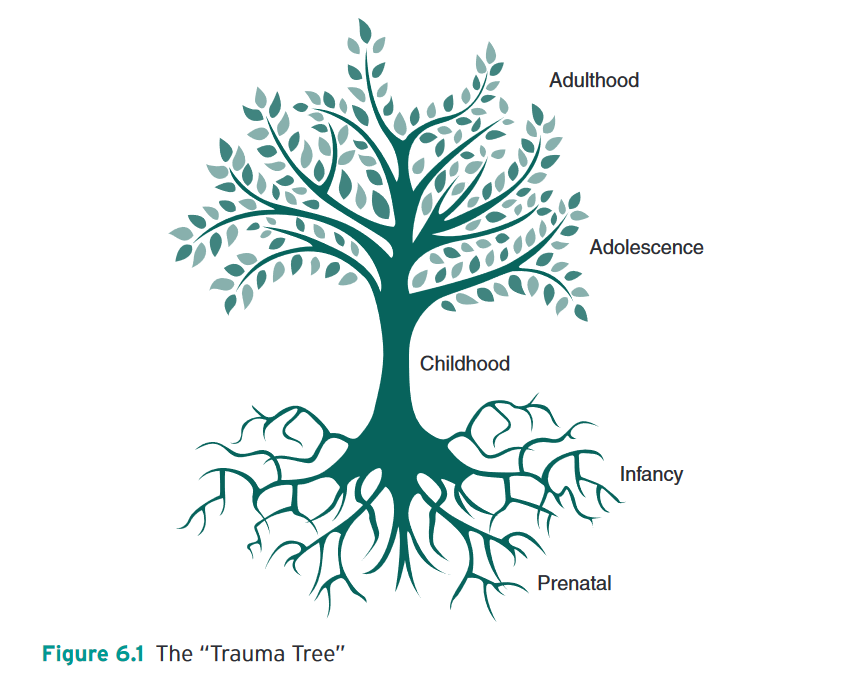 Adulthood
Adolescence
Childhood
Infancy
Prenatal
Figure 6.1 The “Trauma Tree”